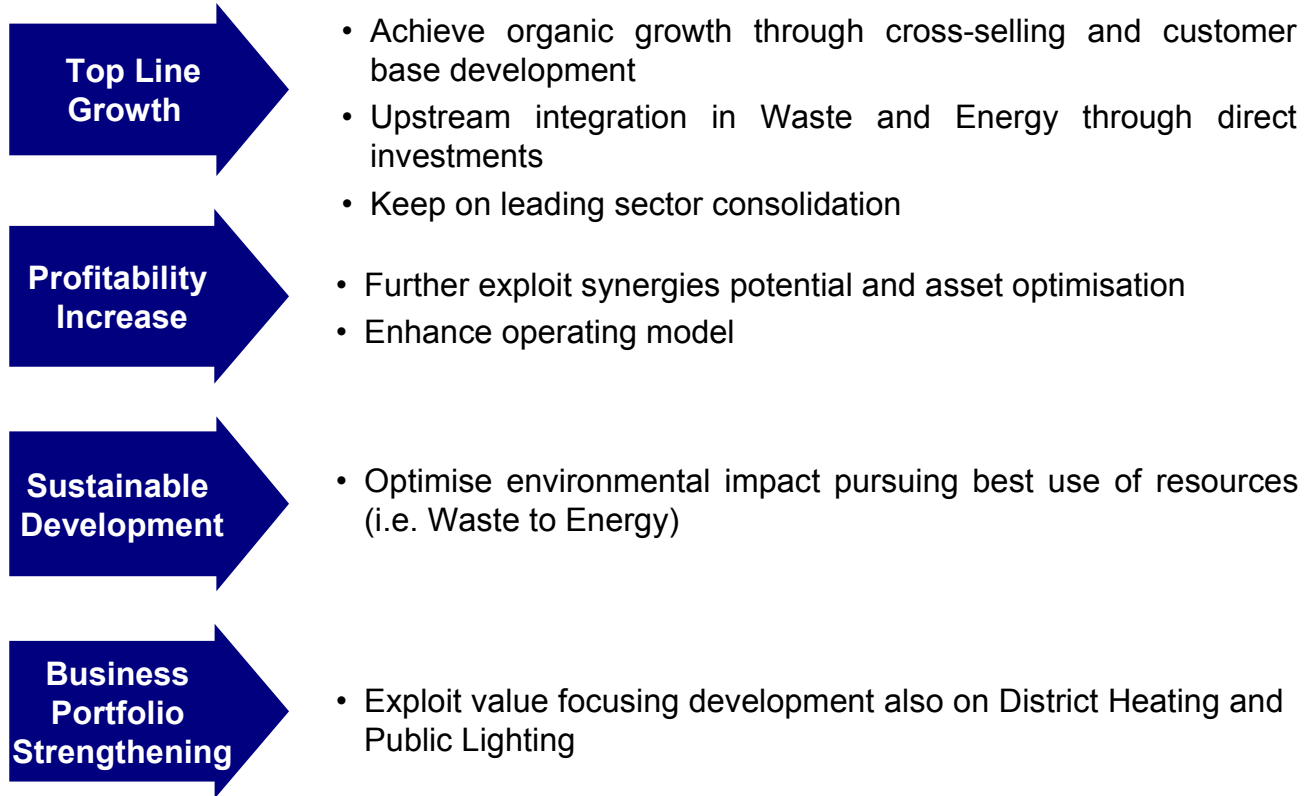 Top Line
Growth
• Achieve organic growth through cross-selling and customer
base development
• Upstream integration in Waste and Energy through direct
investments
• Keep on leading sector consolidation
Profitability
Increase
• Further exploit synergies potential and asset optimisation
• Enhance operating model
Sustainable
Development
• Optimise environmental impact pursuing best use of resources
(i.e. Waste to Energy)
Business
Portfolio
Strengthening
• Exploit value focusing development also on District Heating and
Public Lighting